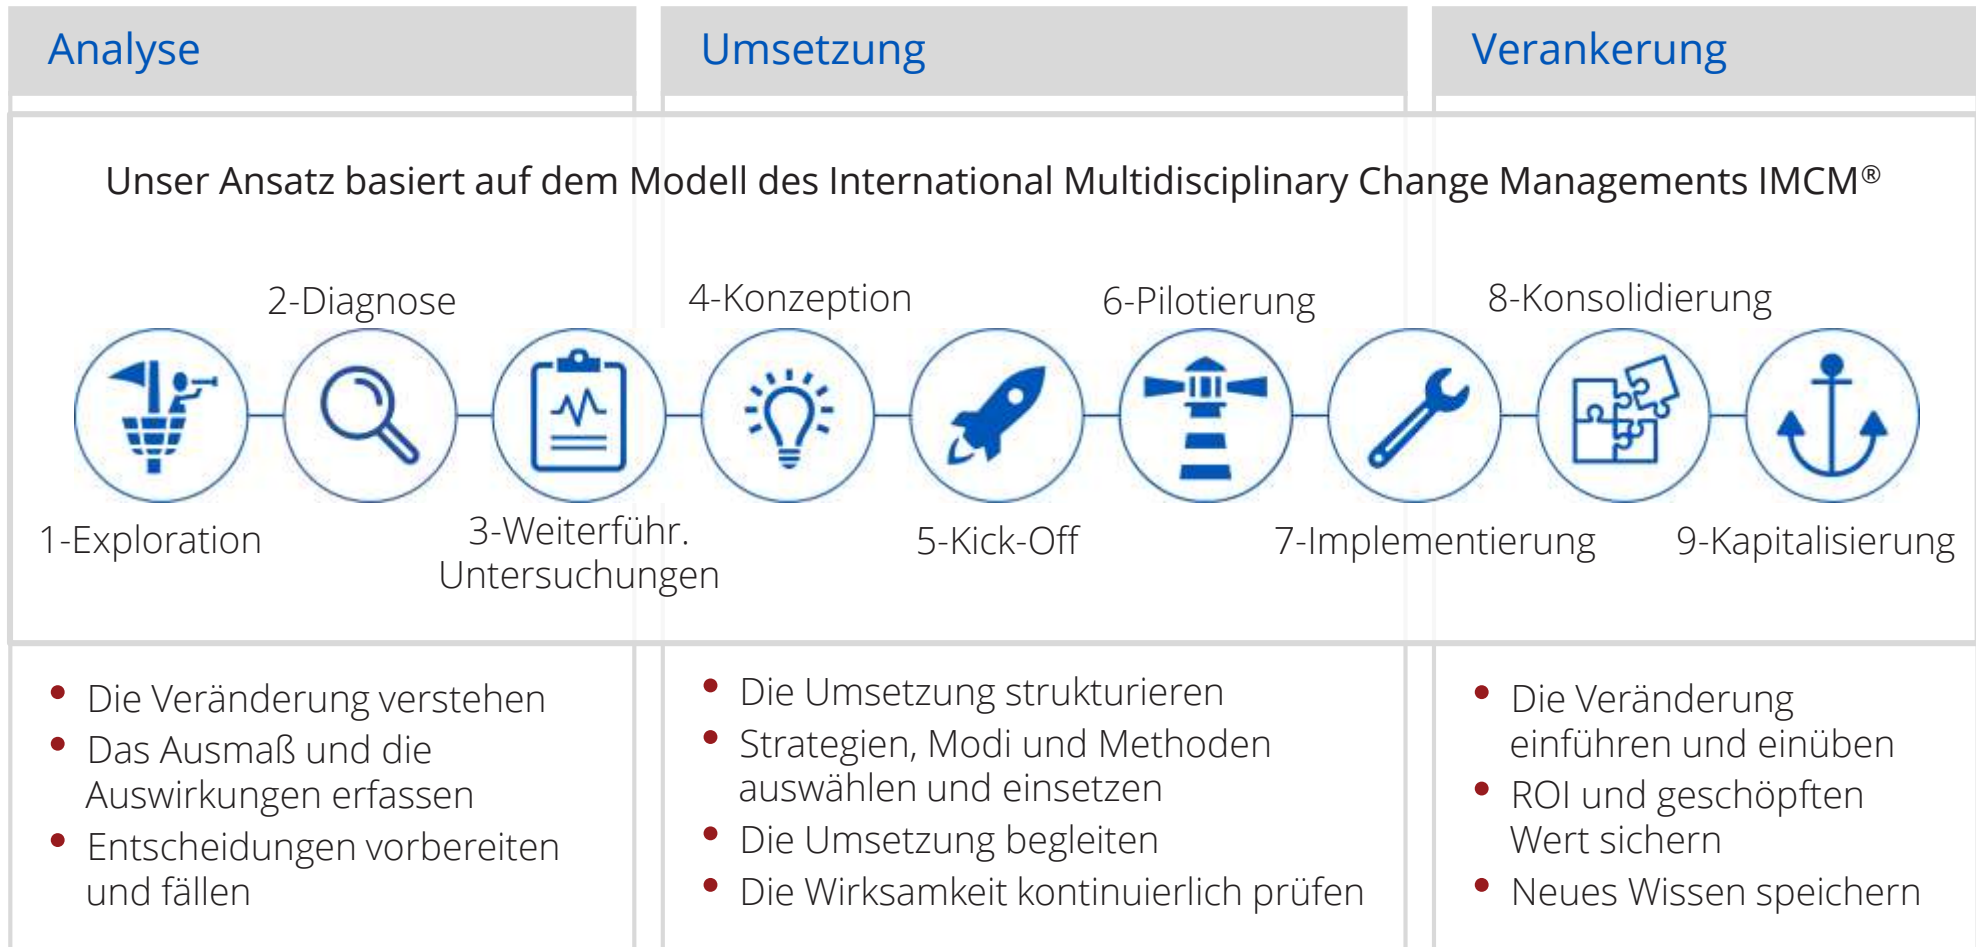 Analyse
Umsetzung
Verankerung
Unser Ansatz basiert auf dem Modell des International Multidisciplinary Change Managements IMCM®
2-Diagnose
4-Konzeption
6-Pilotierung
8-Konsolidierung
1-Exploration
3-Weiterführ.
Untersuchungen
5-Kick-Off
7-Implementierung
9-Kapitalisierung
• Die Veränderung verstehen
• Das Ausmaß und die
Auswirkungen erfassen
• Entscheidungen vorbereiten
und fällen
• Die Umsetzung strukturieren
• Strategien, Modi und Methoden
auswählen und einsetzen
• Die Umsetzung begleiten
• Die Wirksamkeit kontinuierlich prüfen
• Die Veränderung
einführen und einüben
• ROI und geschöpften
Wert sichern
• Neues Wissen speichern